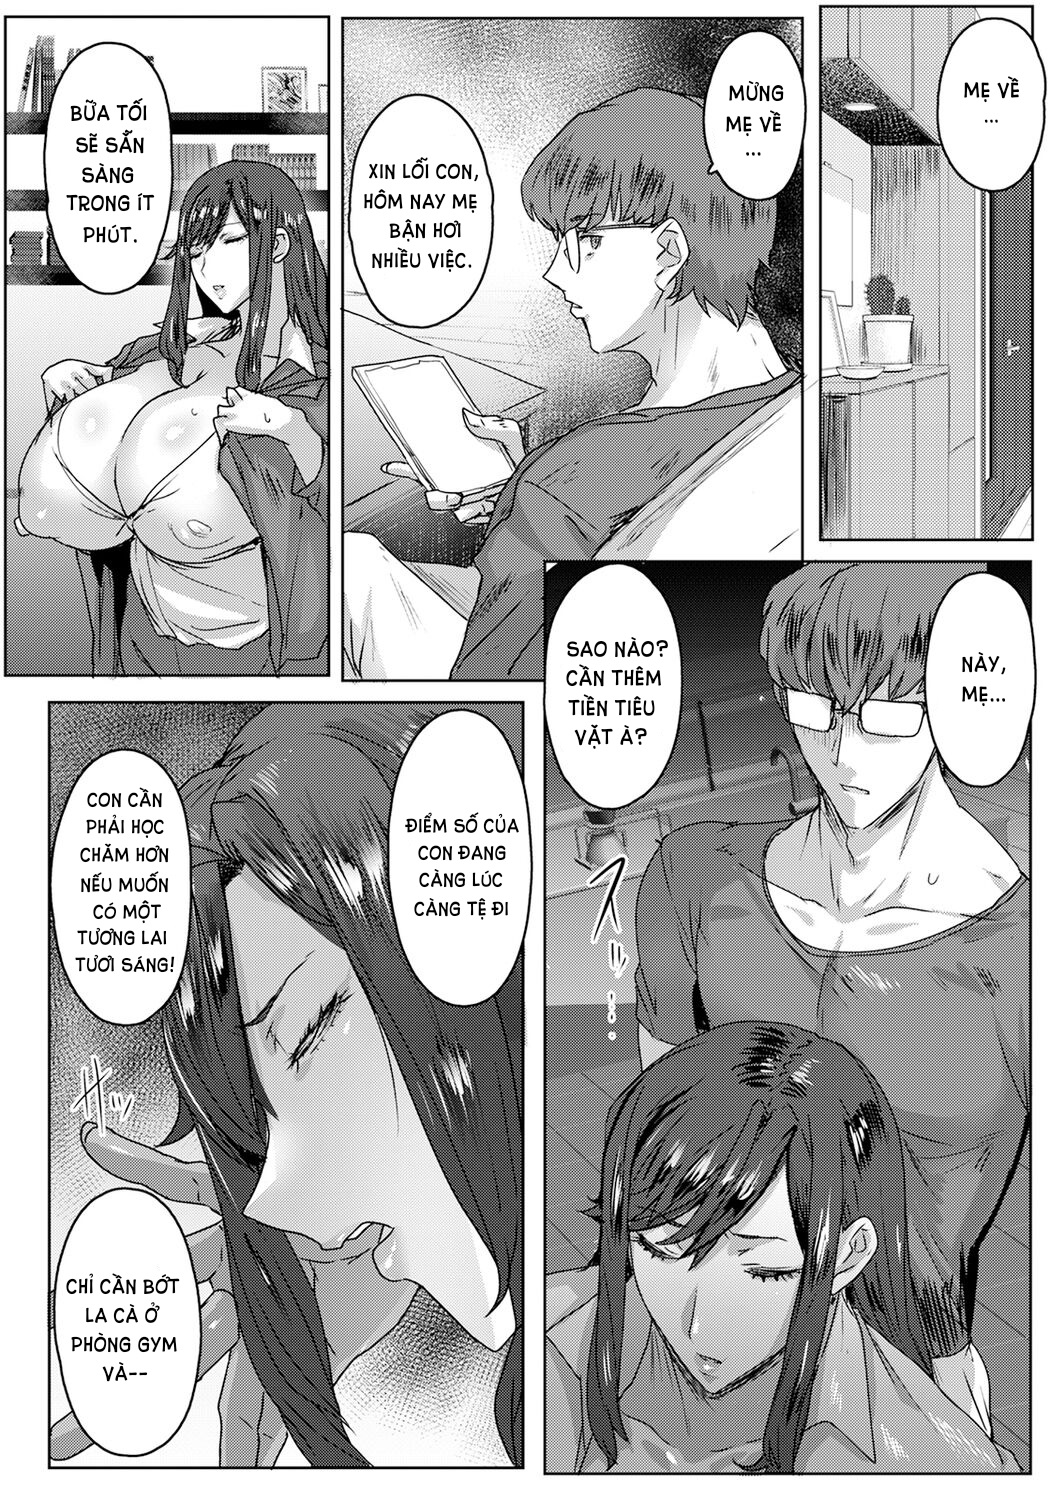 MẸ VỀ
...
MỪNG
MẸ VỀ
...
XIN LỖI CON,
HÔM NAY MẸ
BẬN HƠI
NHIỀU VIỆC.
BỮA TỐI
SẼ SẴN
SÀNG
TRONG ÍT
PHÚT.
NÀY,
MẸ...
SAO NÀO?
CẦN THÊM
TIỀN TIÊU
VẶT À?
ĐIỂM SỐ CỦA
CON ĐANG
CÀNG LÚC
CÀNG TỆ ĐI
CON CẦN
PHẢI HỌC
CHĂM HƠN
NẾU MUỐN
CÓ MỘT
TƯƠNG LAI
TƯƠI SÁNG!
CHỈ CẦN BỚT
LA CÀ Ở
PHÒNG GYM
VÀ--